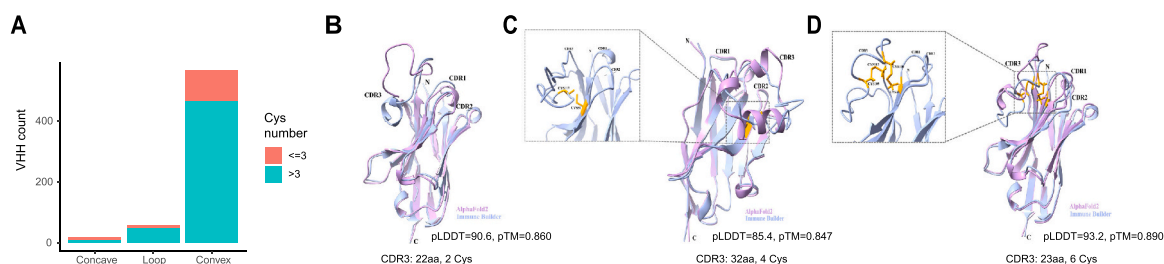 A
VHH count
400
200
0
Concave
Loop
Convex
Cys
number
<=3
>3
B
CDR3
N
CDR1
CDR2
AlphaFold2
Immune Builder
C
pLDDT=90.6, pTM=0.860
CDR3: 22aa, 2 Cys
C
N
CDR1
CDR3
CDR2
AlphaFold2
Immune Builder
C
pLDDT=85.4, pTM=0.847
CDR3: 32aa, 4 Cys
D
CDR3
N
CDR1
CDR2
AlphaFold2
Immune Builder
C
pLDDT=93.2, pTM=0.890
CDR3: 23aa, 6 Cys